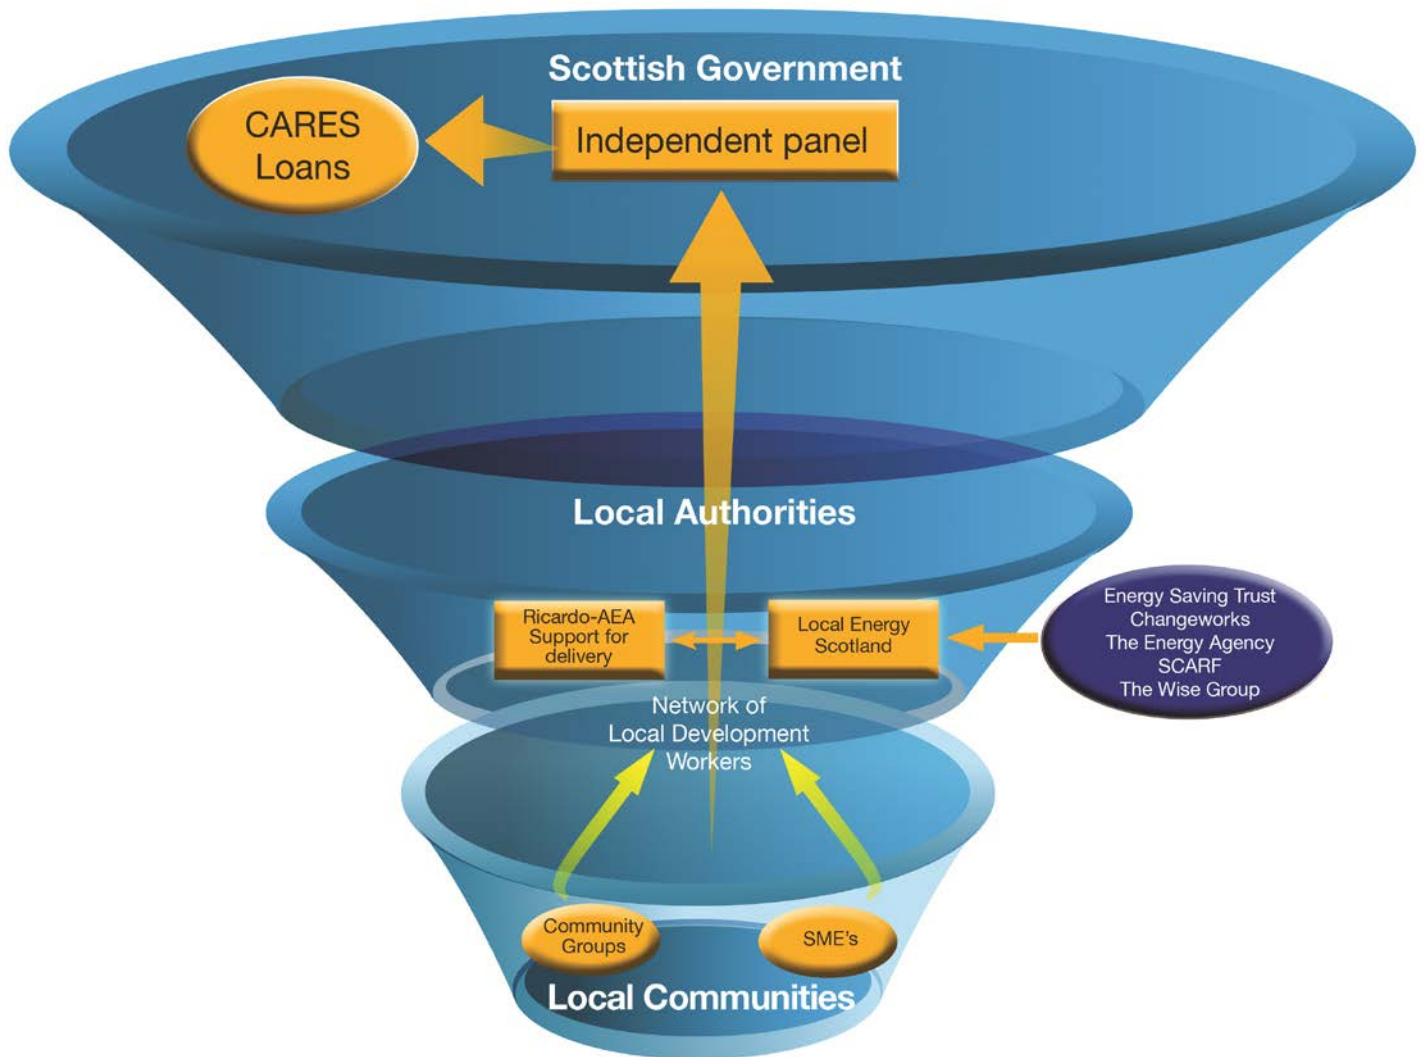 Scottish Government
CARES
Loans
Independent panel
Local Authorities
Ricardo-AEA
Support for
delivery
Local Energy
Scotland
Energy Saving Trust
Changeworks
The Energy Agency
SCARF
The Wise Group
Network of
Local Development
Workers
Community
Groups
SME's
Local Communities